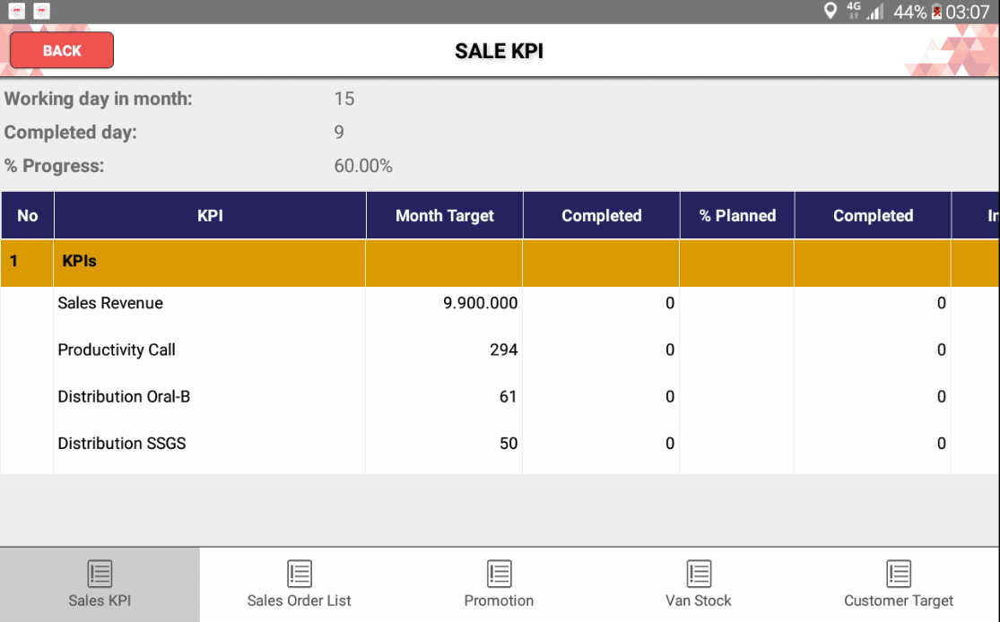 4G 44% 03:07
BACK
SALE KPI
Working day in month: 15
Completed day: 9
% Progress: 60.00%
No KPI Month Target Completed % Planned Completed
1 KPIs
Sales Revenue 9.900.000 0 0
Productivity Call 294 0 0
Distribution Oral-B 61 0 0
Distribution SSGS 50 0 0
Sales KPI Sales Order List Promotion Van Stock Customer Target